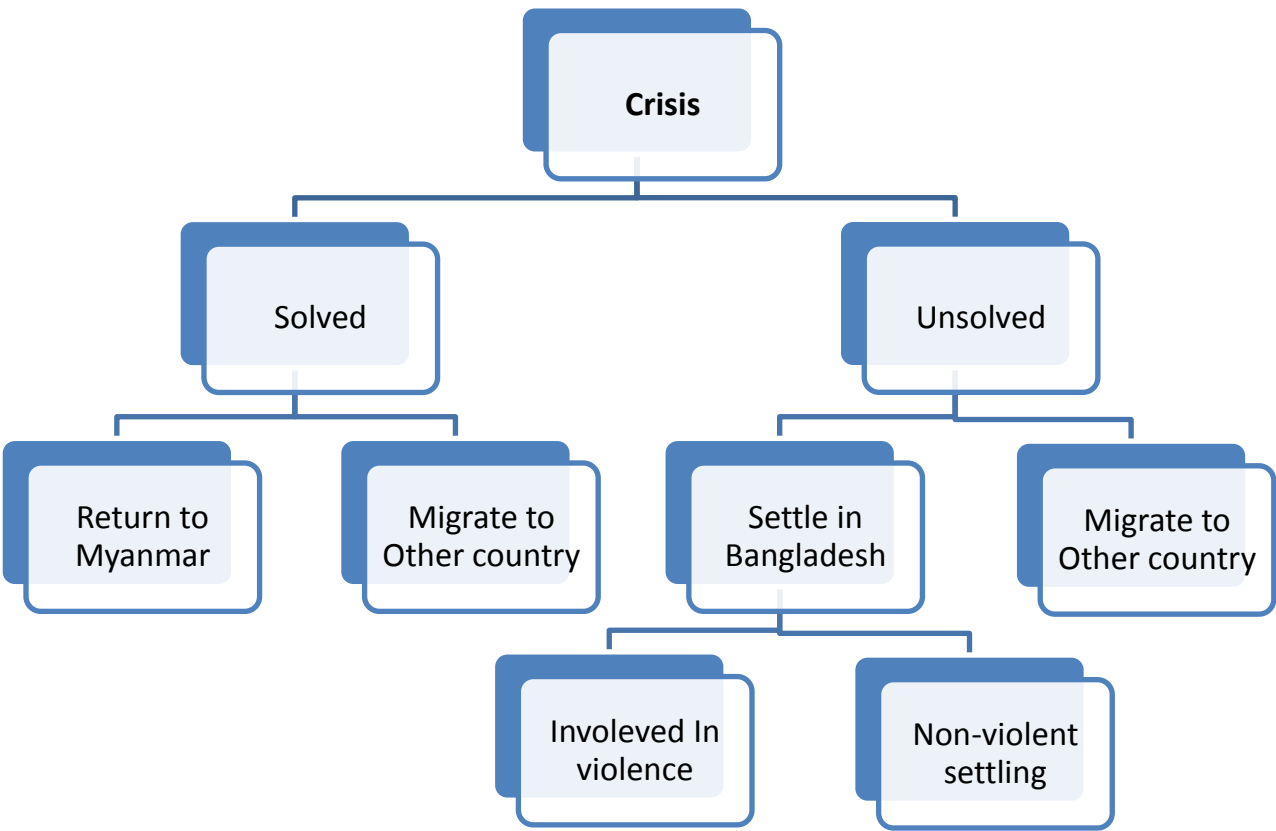 Crisis
Solved
Unsolved
Return to
Myanmar
Migrate to
Other country
Settle in
Bangladesh
Migrate to
Other country
Involeved In
violence
Non-violent
settling